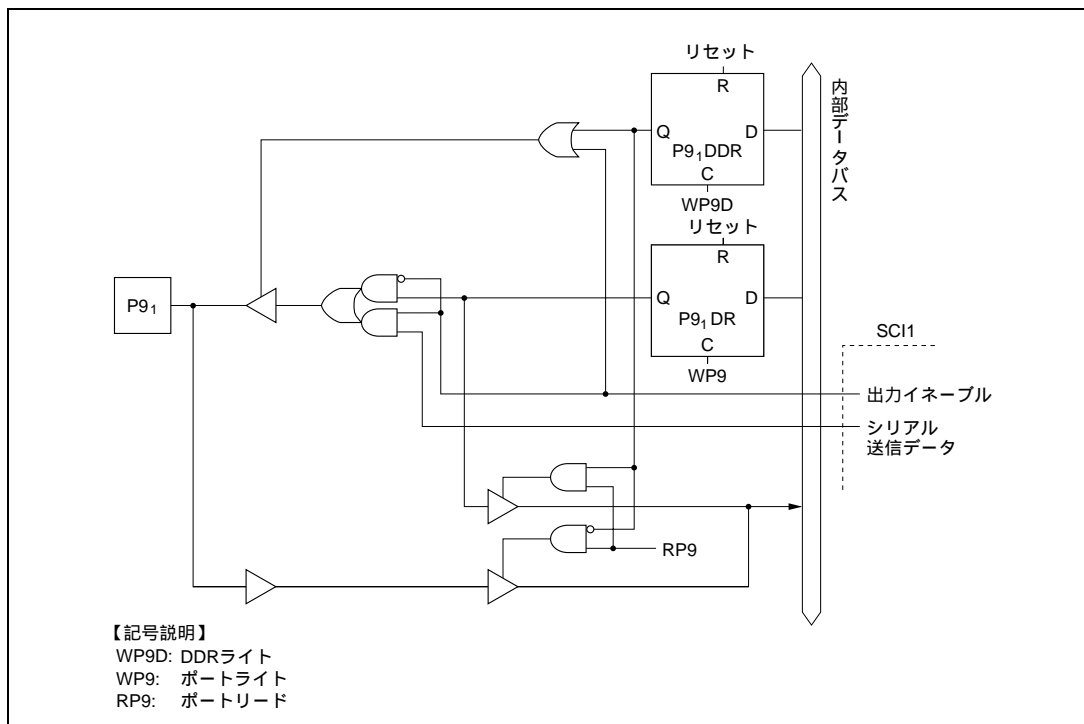 リセット
R
Q
D
P9₁DDR
C
WP9D
内部データバス
リセット
R
Q
D
P9₁DR
C
WP9
P9₁
SCI1
出力イネーブル
シリアル
送信データ
RP9
【記号説明】
WP9D: DDRライト
WP9: ポートライト
RP9: ポートリード